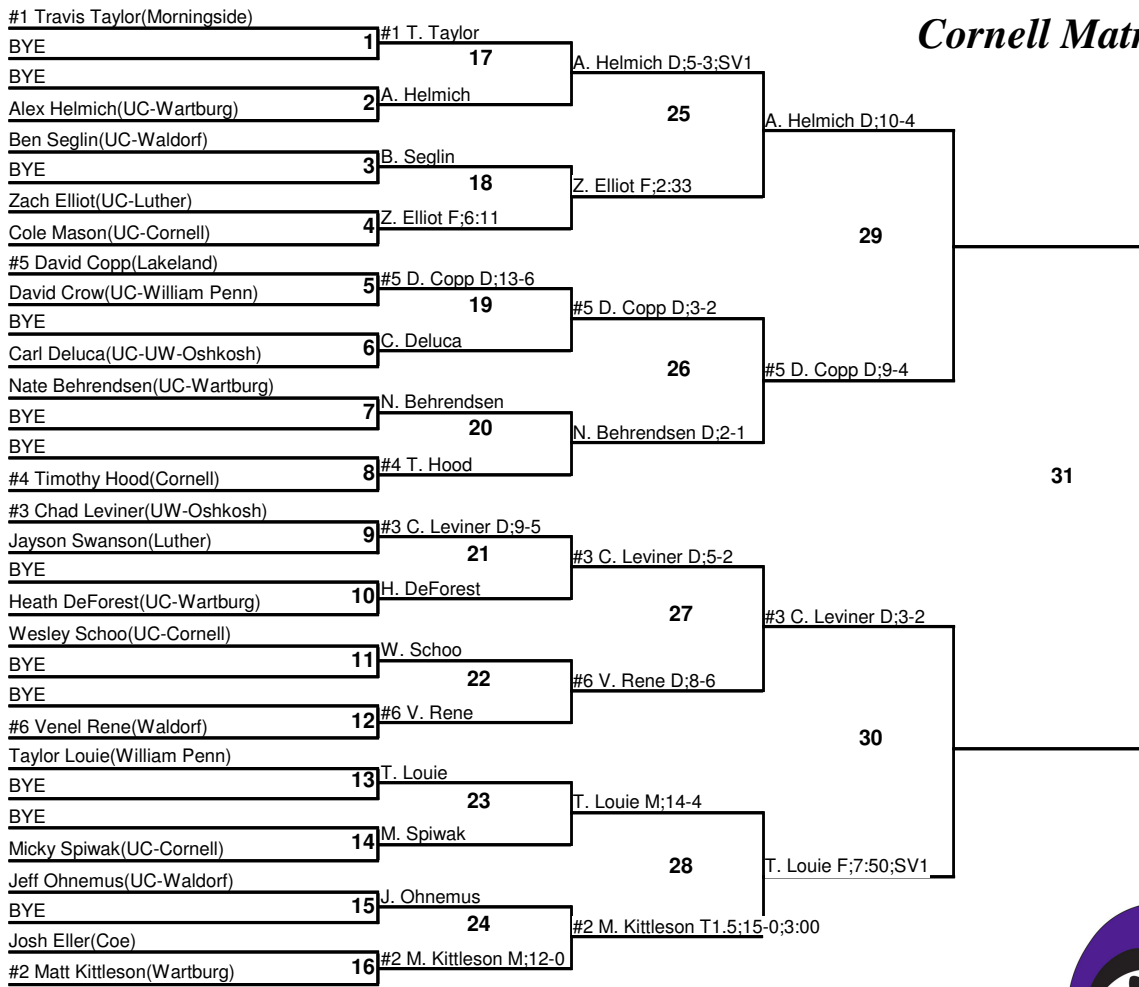 Cornell Matr
#1 Travis Taylor(Morningside)
BYE
1
BYE
Alex Helmich(UC-Wartburg)
2
Ben Seglin(UC-Waldorf)
BYE
3
Zach Elliot(UC-Luther)
Cole Mason(UC-Cornell)
4
#5 David Copp(Lakeland)
David Crow(UC-William Penn)
5
BYE
Carl Deluca(UC-UW-Oshkosh)
6
Nate Behrendsen(UC-Wartburg)
BYE
7
BYE
#4 Timothy Hood(Cornell)
8
#3 Chad Leviner(UW-Oshkosh)
Jayson Swanson(Luther)
9
BYE
Heath DeForest(UC-Wartburg)
10
Wesley Schoo(UC-Cornell)
BYE
11
BYE
#6 Venel Rene(Waldorf)
12
Taylor Louie(William Penn)
BYE
13
BYE
Micky Spiwak(UC-Cornell)
14
Jeff Ohnemus(UC-Waldorf)
BYE
15
Josh Eller(Coe)
#2 Matt Kittleson(Wartburg)
16
#1 T. Taylor
17
A. Helmich
B. Seglin
18
Z. Elliot F;6:11
#5 D. Copp D;13-6
19
C. Deluca
N. Behrendsen
20
#4 T. Hood
#3 C. Leviner D;9-5
21
H. DeForest
W. Schoo
22
#6 V. Rene
T. Louie
23
M. Spiwak
J. Ohnemus
24
#2 M. Kittleson M;12-0
A. Helmich D;5-3;SV1
25
Z. Elliot F;2:33
#5 D. Copp D;3-2
26
N. Behrendsen D;2-1
#3 C. Leviner D;5-2
27
#6 V. Rene D;8-6
T. Louie M;14-4
28
#2 M. Kittleson T1.5;15-0;3:00
A. Helmich D;10-4
29
#5 D. Copp D;9-4
#3 C. Leviner D;3-2
30
T. Louie F;7:50;SV1
31